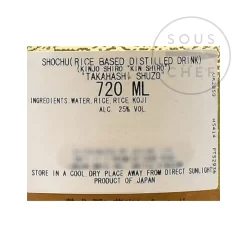 SOUS
CHEF
SHOCHU(RICE BASED DISTILLED DRINK)
(KINJO SHIRO "KIN SHIRO")
"TAKAHASHI SHUZO"
720 ML
INGREDIENTS:WATER,RICE,RICE KOJI
ALC 25% VOL.
STORE IN A COOL DRY PLACE AWAY FROM DIRECT SUNLIGHT
PRODUCT OF JAPAN